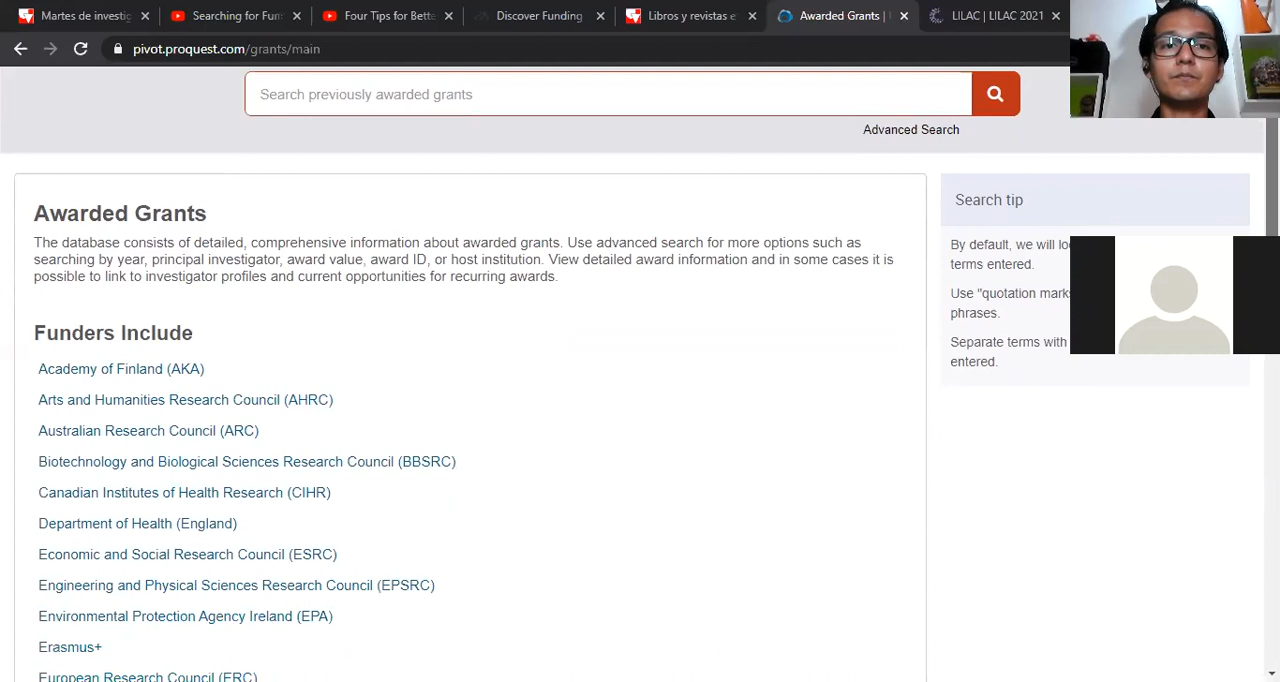 Martes de investig
Searching for Fun
Four Tips for Bette
Discover Funding
Libros y revistas e
Awarded Grants |
LILAC | LILAC 2021
pivot.proquest.com/grants/main
Search previously awarded grants
Advanced Search
Awarded Grants
The database consists of detailed, comprehensive information about awarded grants. Use advanced search for more options such as
searching by year, principal investigator, award value, award ID, or host institution. View detailed award information and in some cases it is
possible to link to investigator profiles and current opportunities for recurring awards.
Funders Include
Academy of Finland (AKA)
Arts and Humanities Research Council (AHRC)
Australian Research Council (ARC)
Biotechnology and Biological Sciences Research Council (BBSRC)
Canadian Institutes of Health Research (CIHR)
Department of Health (England)
Economic and Social Research Council (ESRC)
Engineering and Physical Sciences Research Council (EPSRC)
Environmental Protection Agency Ireland (EPA)
Erasmus+
European Research Council (ERC)
Search tip
By default, we will lo
terms entered.
Use "quotation marks
phrases.
Separate terms with
entered.